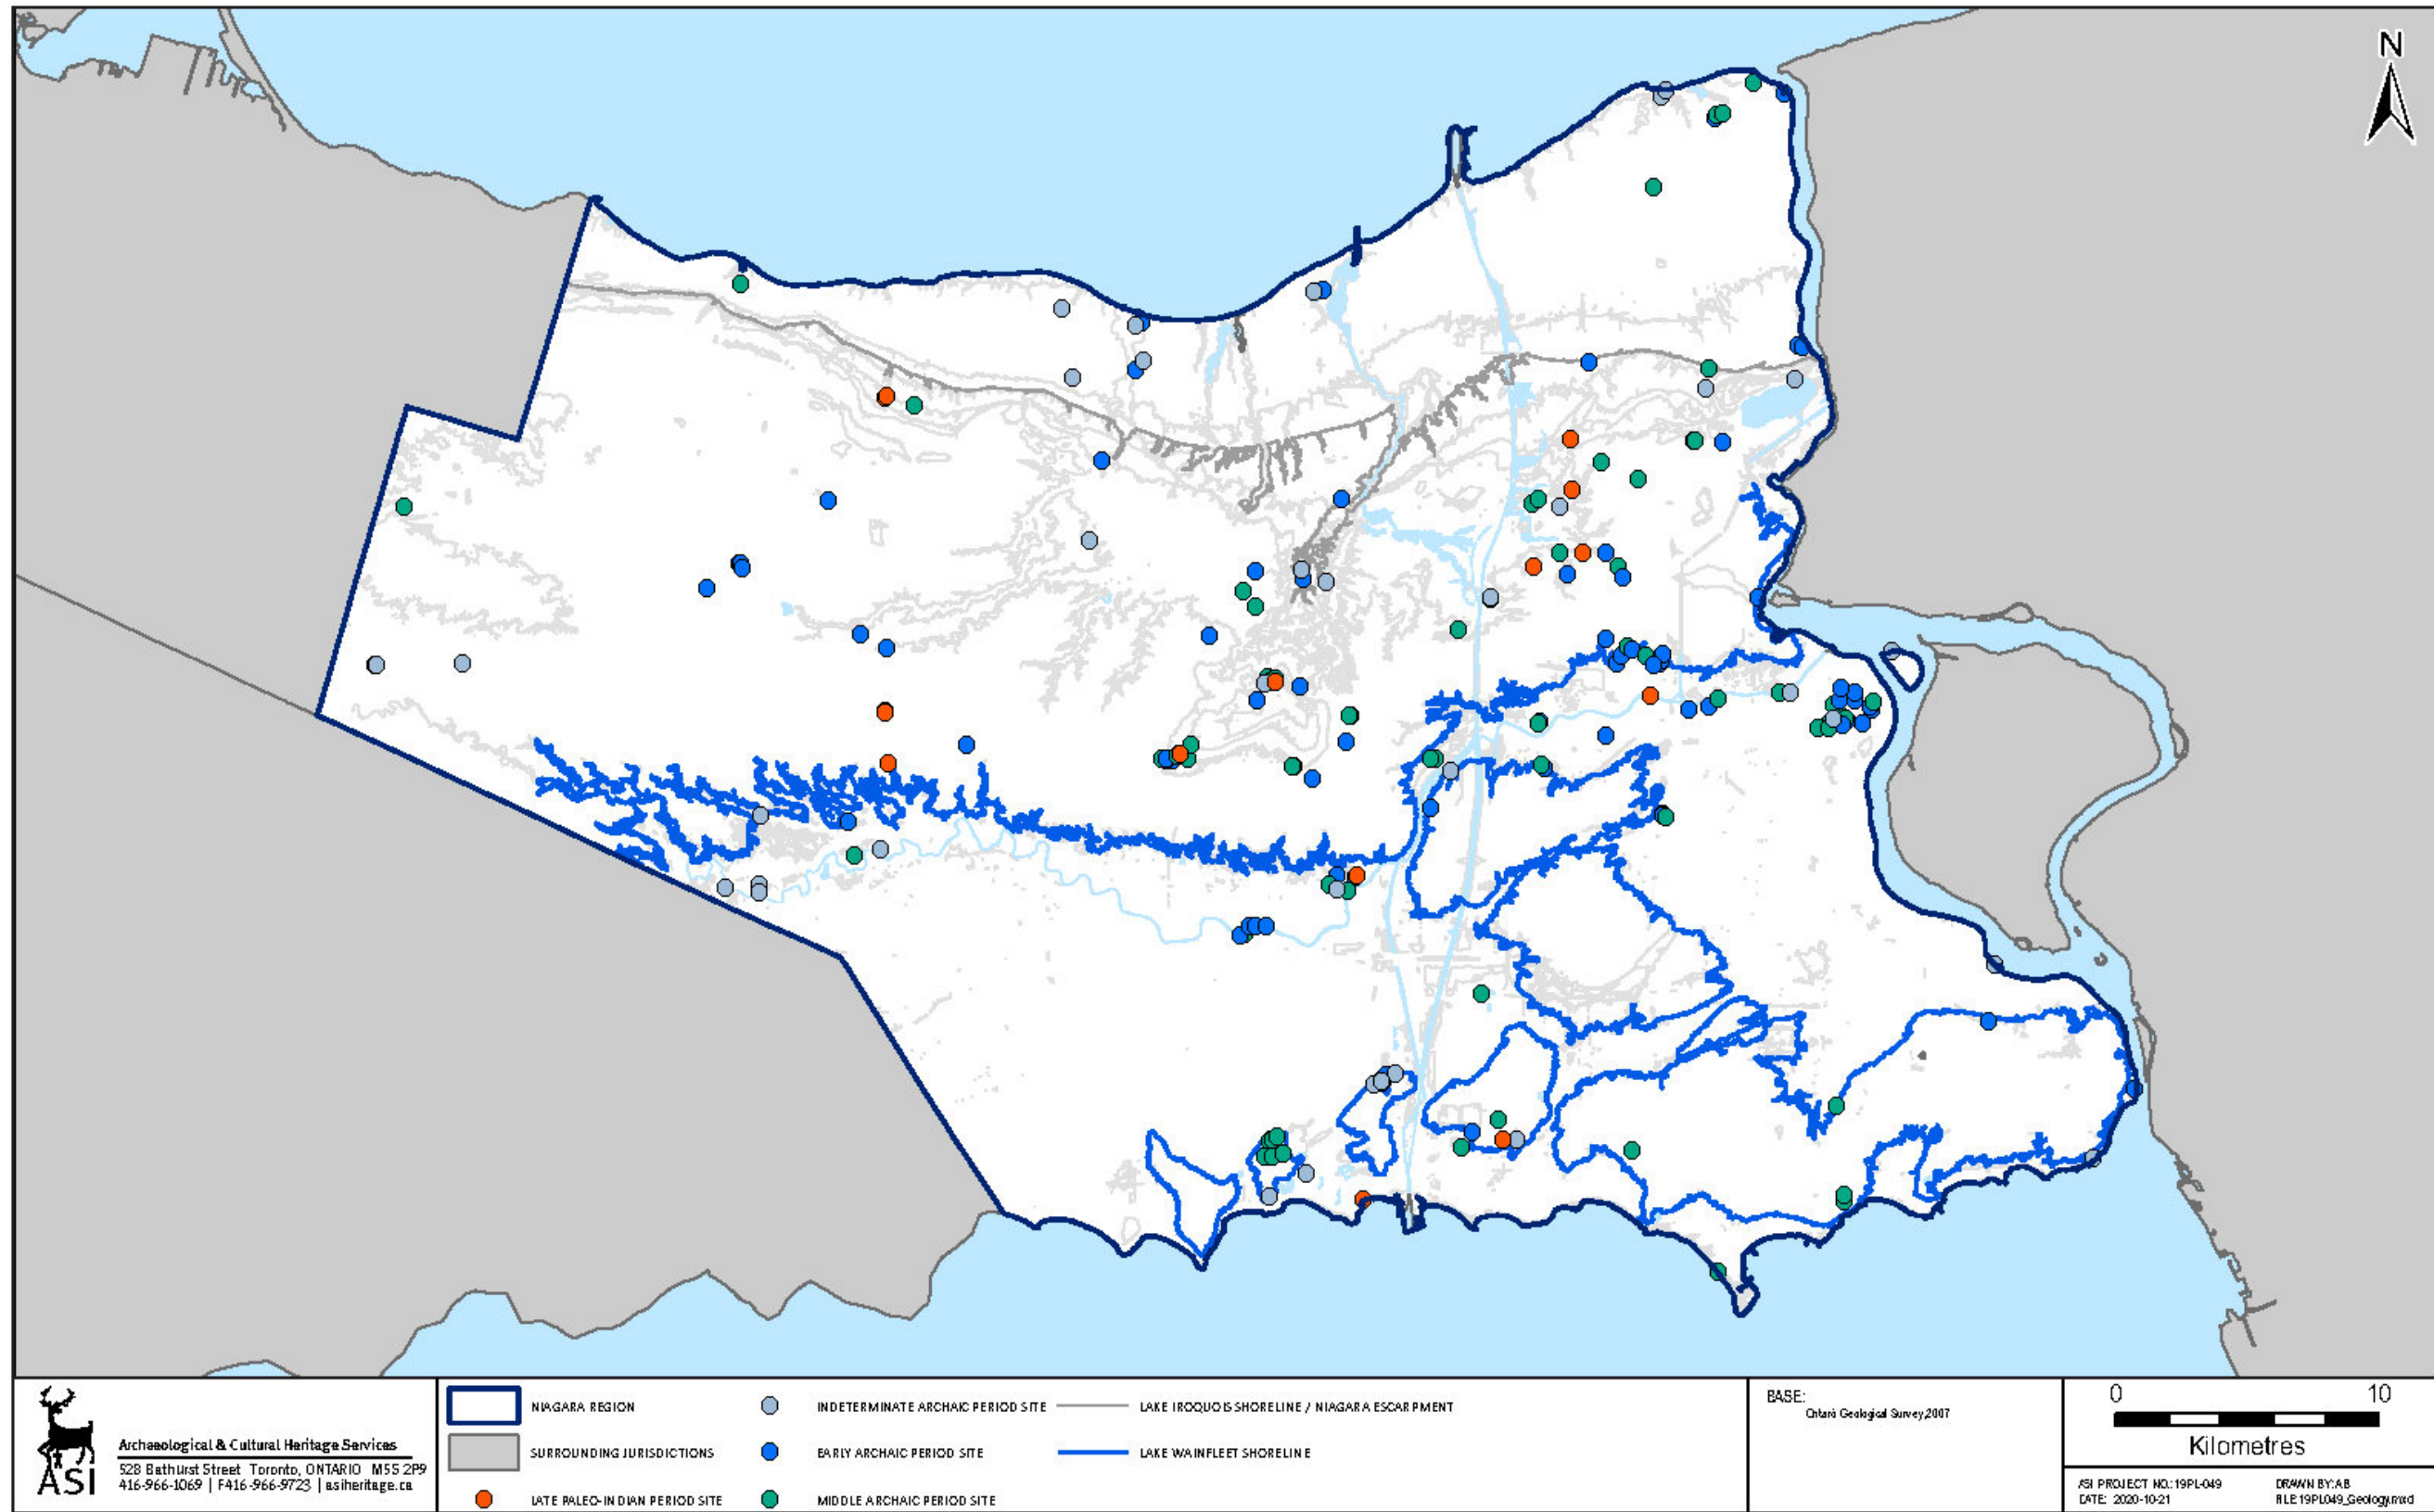 N
ASI
Archaeological & Cultural Heritage Services
528 Bathurst Street Toronto, ONTARIO M5S 2P9
416-966-1069 | F416-966-9723 | asiheritage.ca
NIAGARA REGION
SURROUNDING JURISDICTIONS
LATE PALEO-INDIAN PERIOD SITE
INDETERMINATE ARCHAIC PERIOD SITE
EARLY ARCHAIC PERIOD SITE
MIDDLE ARCHAIC PERIOD SITE
LAKE IROQUOIS SHORELINE / NIAGARA ESCARPMENT
LAKE WAINFLEET SHORELINE
BASE:
Ontario Geological Survey,2007
0 10
Kilometres
ASI PROJECT NO.: 19PL-049
DATE: 2020-10-21
DRAWN BY: AB
FILE 19PL049_Geology.mxd